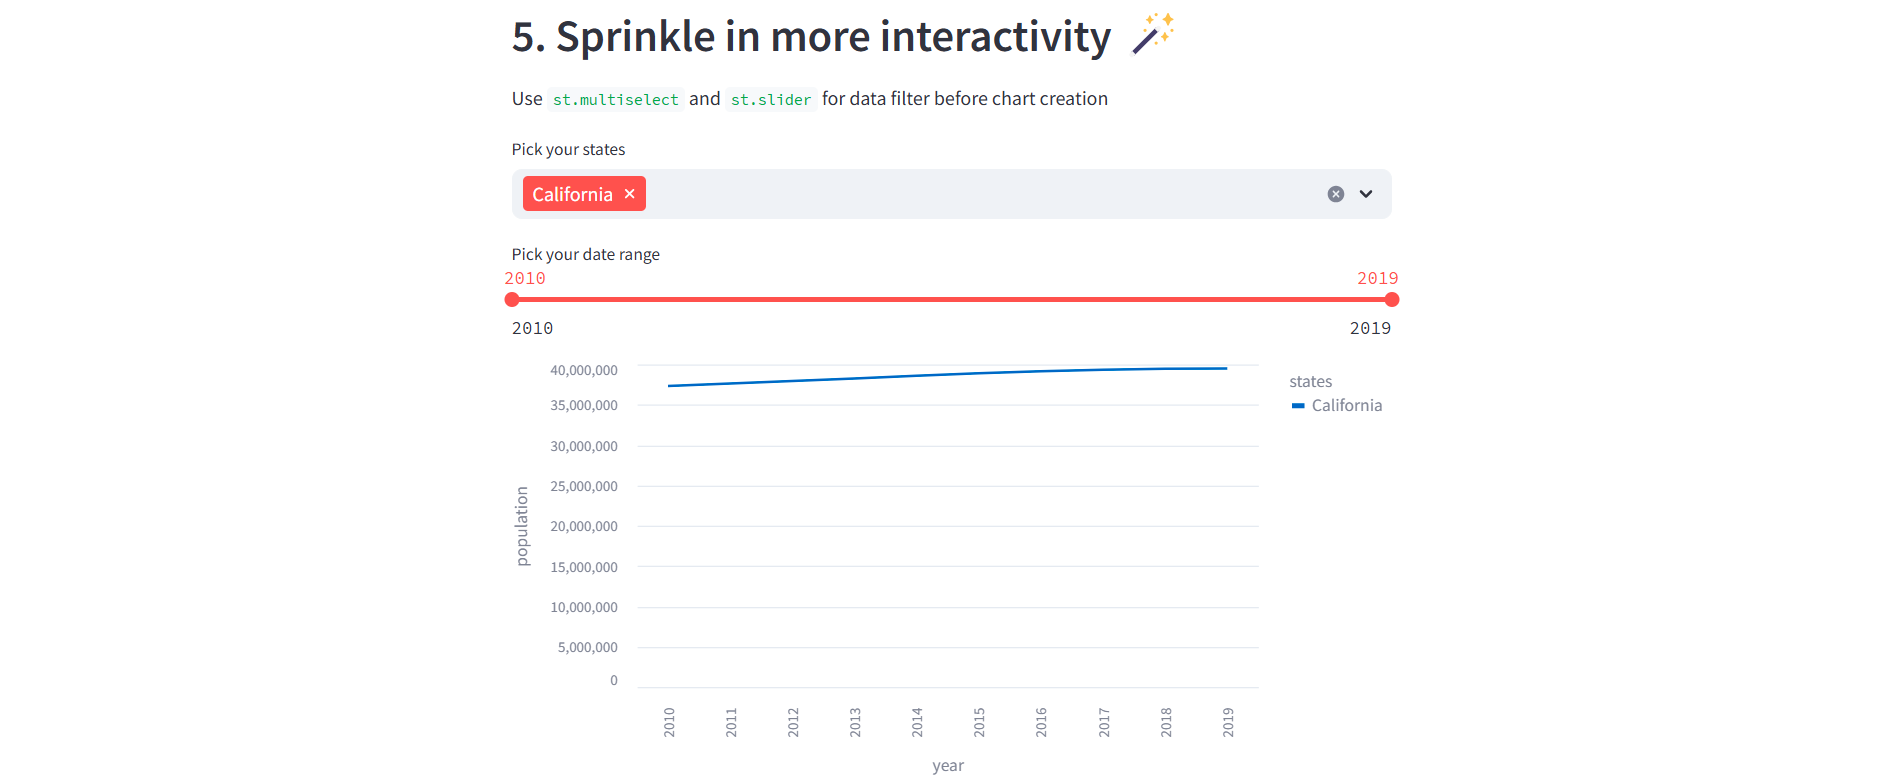 5. Sprinkle in more interactivity
Use st.multiselect and st.slider for data filter before chart creation
Pick your states
California
Pick your date range
2010 2019
2010 2019
40,000,000
35,000,000
30,000,000
25,000,000
20,000,000
15,000,000
10,000,000
5,000,000
0
population
2010 2011 2012 2013 2014 2015 2016 2017 2018 2019
year
states
California